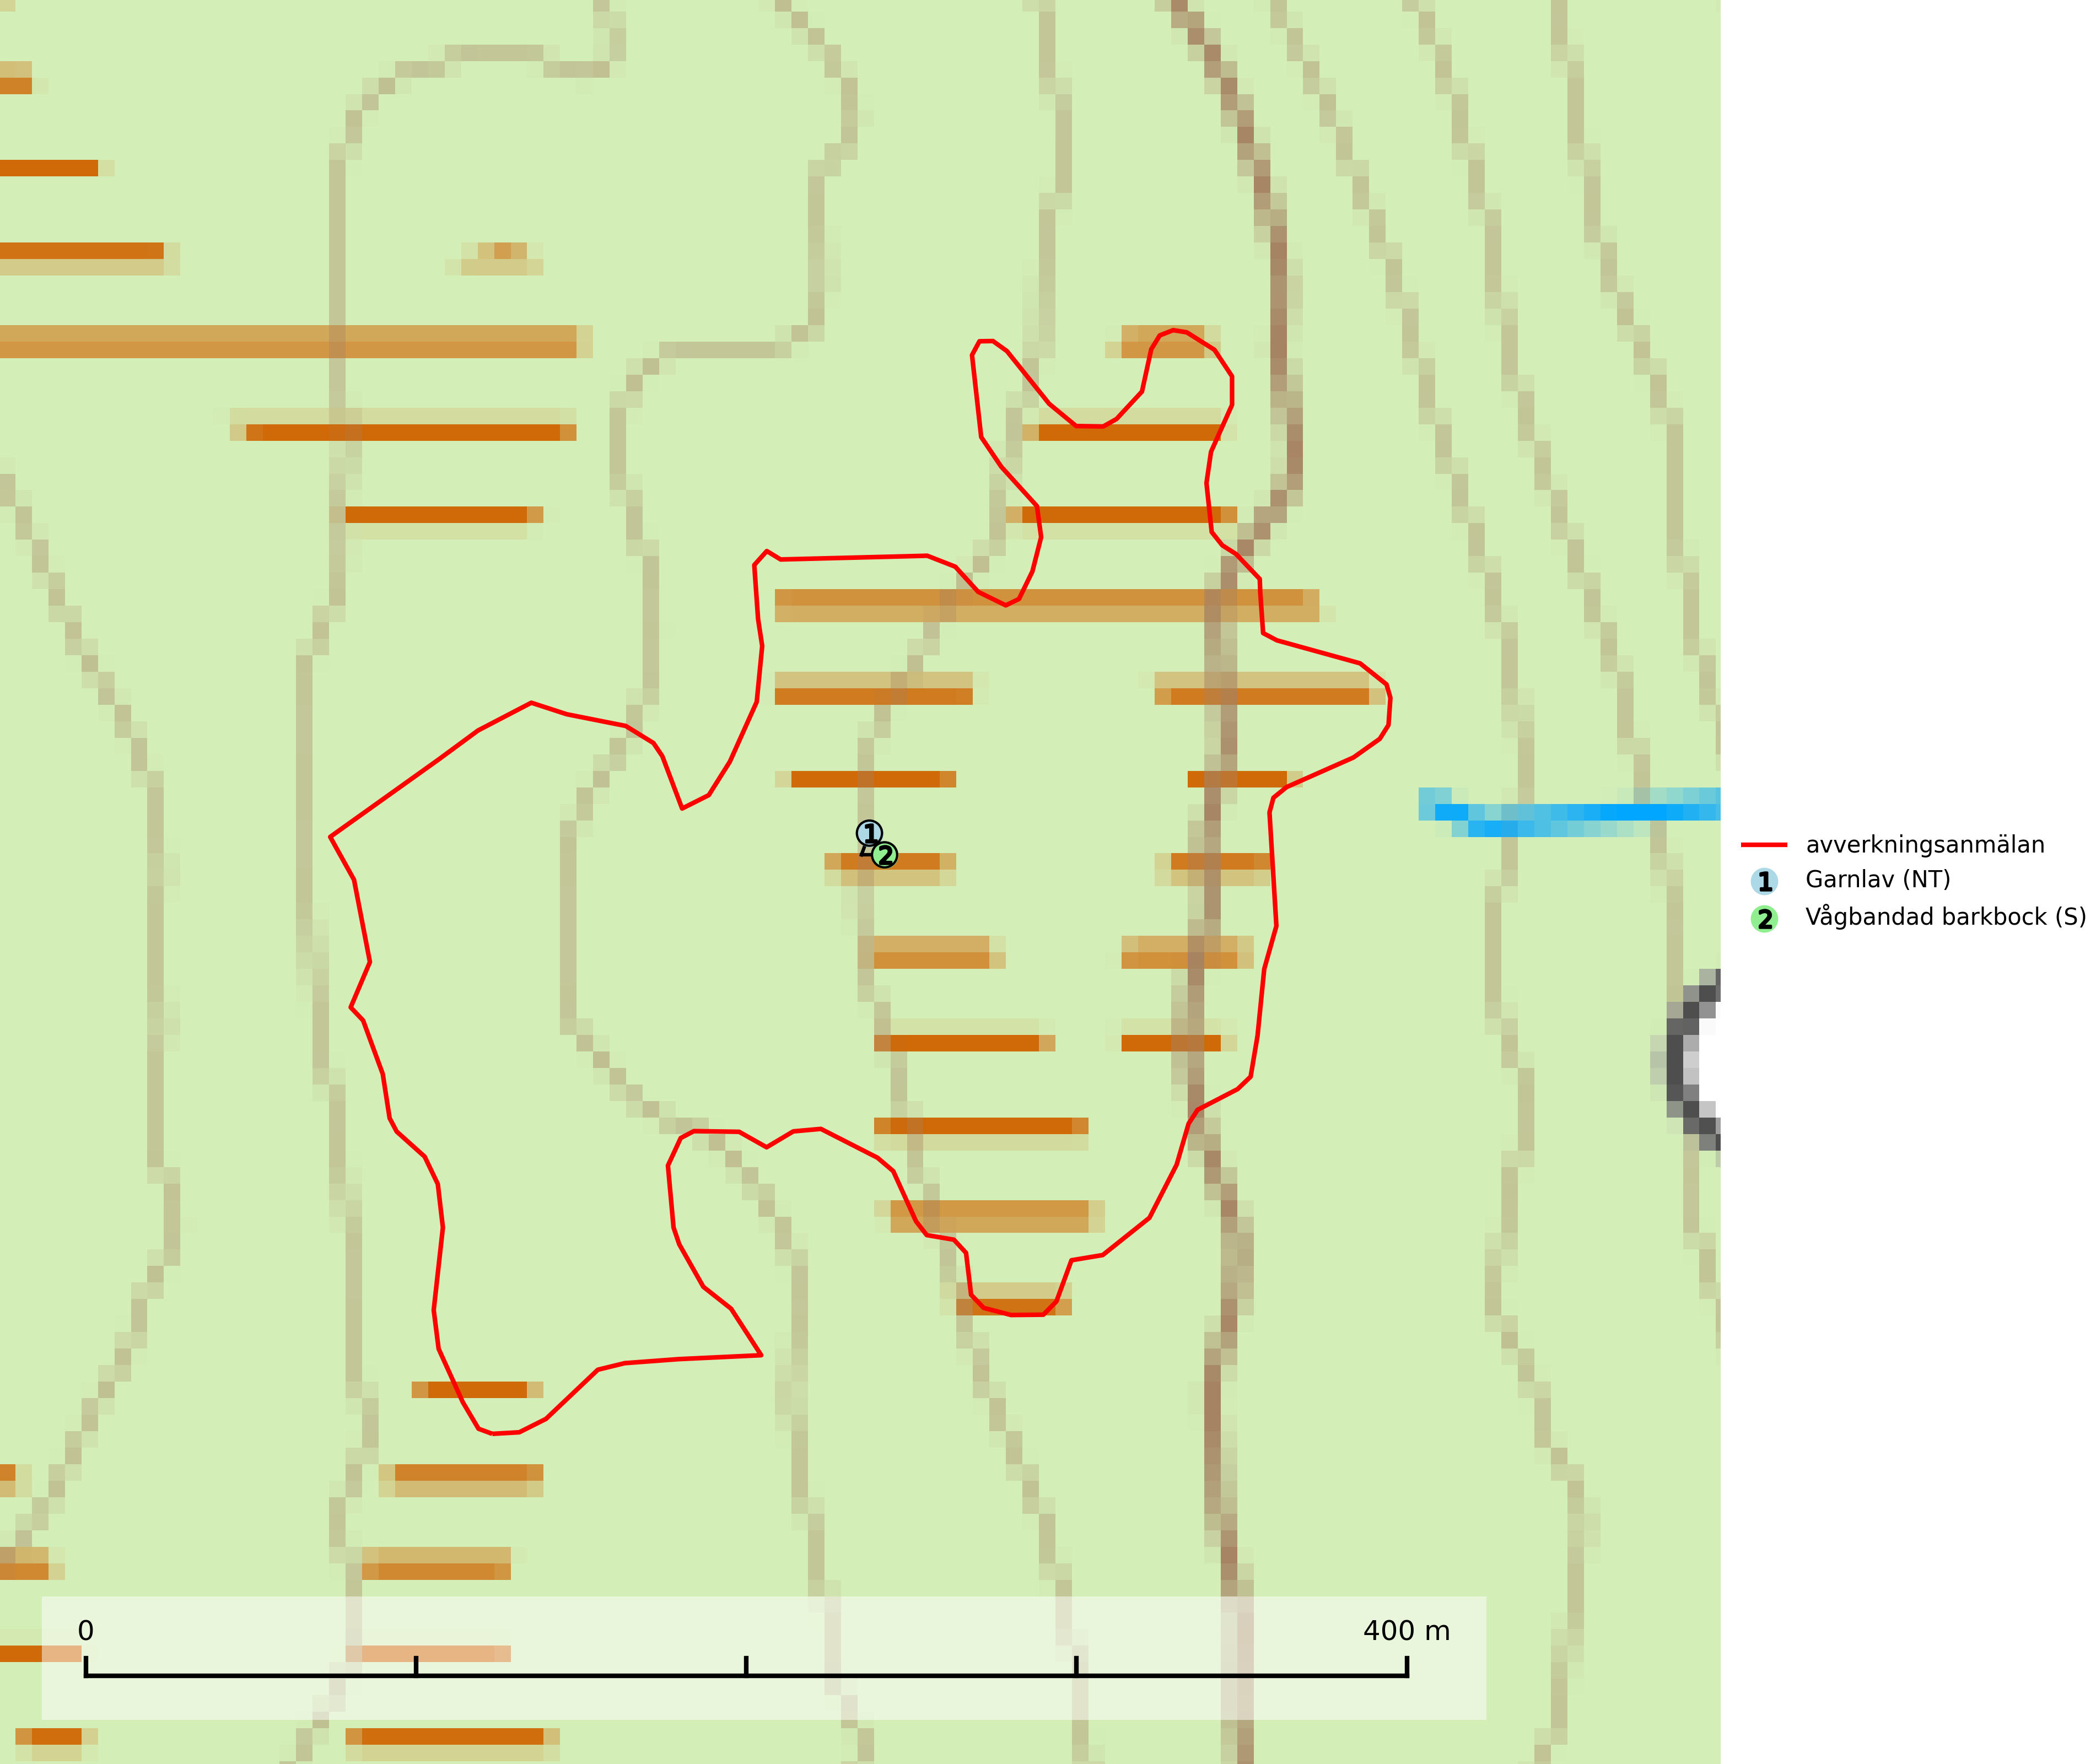 1
2
avverkningsanmälan
1 Garnlav (NT)
2 Vågbandad barkbock (S)
0 400 m